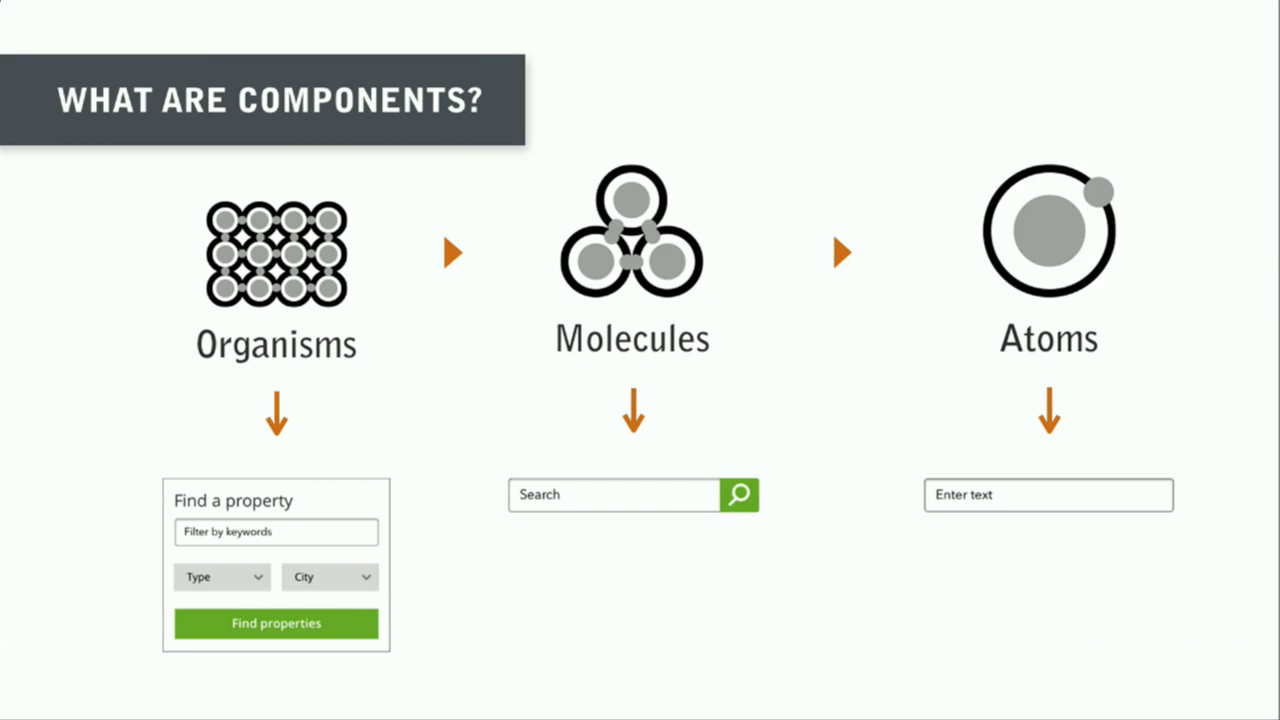 WHAT ARE COMPONENTS?
Organisms
Molecules
Atoms
Find a property
Filter by keywords
Type
City
Find properties
Search
Enter text